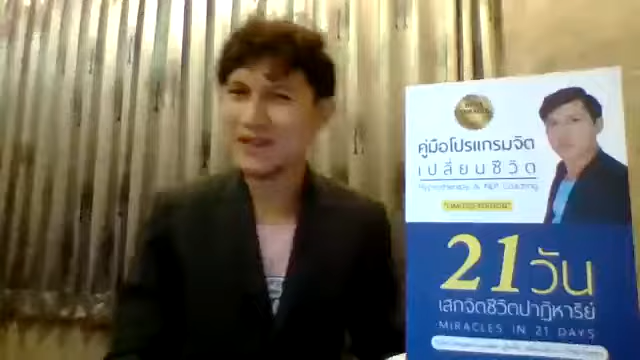 คู่มือโปรแกรมจิต
เปลี่ยนชีวิต
Hypnotherapy & NLP Coaching
"LIMITED EDITION"
21 วัน
เสกจิตชีวิตปาฏิหาริย์
MIRACLES IN 21 DAYS